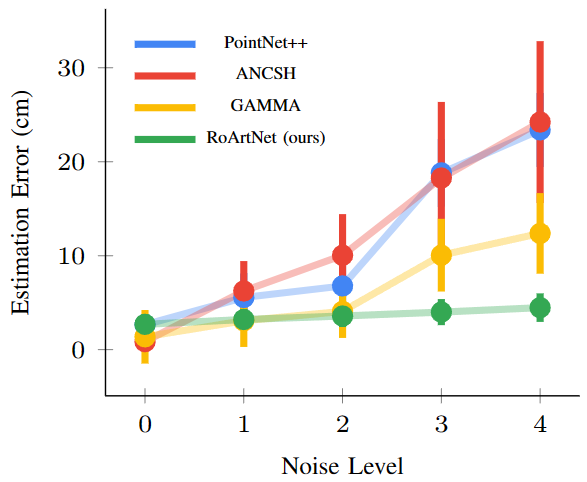 PointNet++
ANCSH
GAMMA
RoArtNet (ours)
Estimation Error (cm)
30
20
10
0
0 1 2 3 4
Noise Level